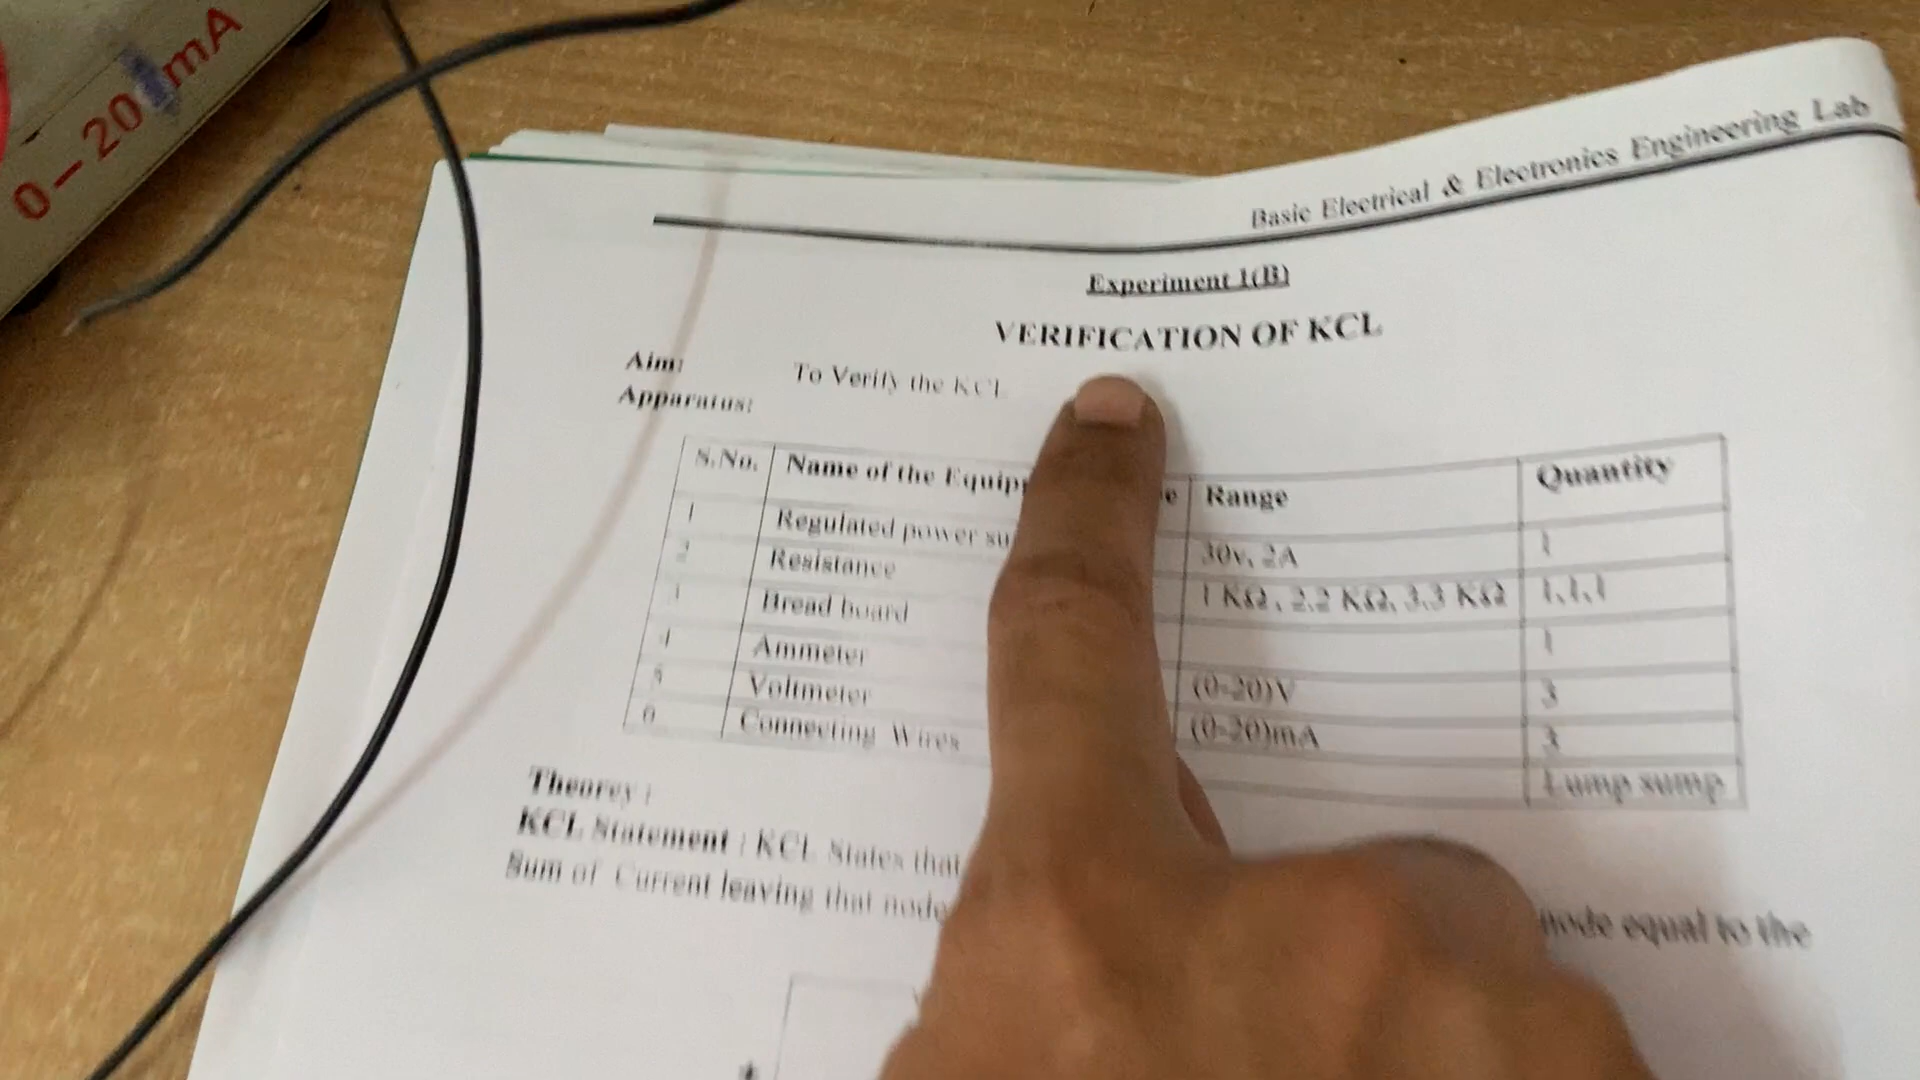 0-20 mA
Basic Electrical & Electronics Engineering Lab
Experiment 1(B)
VERIFICATION OF KCL
Aim: To Verify the KCL
Apparatus:
S.No. Name of the Equip e Range Quantity
1 Regulated power su 30v, 2A 1
2 Resistance 1 KΩ, 2.2 KΩ, 3.3 KΩ 1,1,1
3 Bread board 1
4 Ammeter (0-20)V 3
5 Voltmeter (0-20)mA 3
6 Connecting Wires Lump sump
Theorey :
KCL Statement : KCL States that node equal to the
Sum of Current leaving that node